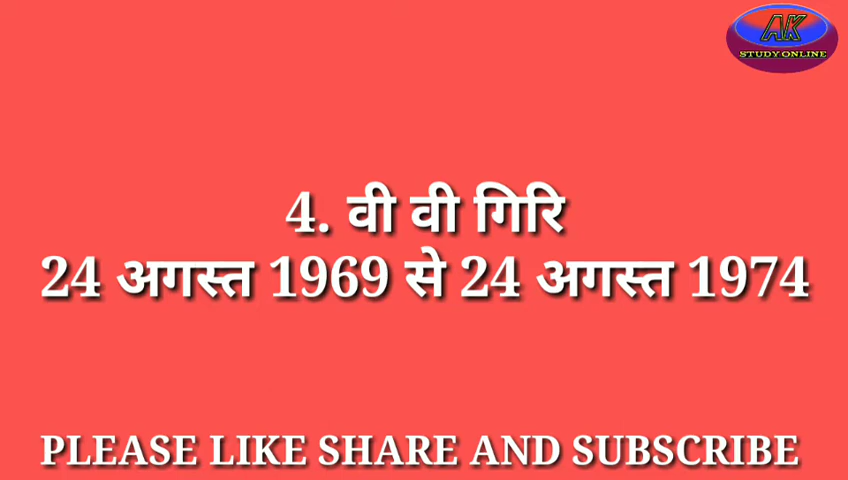 AK
STUDY ONLINE
4. वी वी गिरि
24 अगस्त 1969 से 24 अगस्त 1974
PLEASE LIKE SHARE AND SUBSCRIBE